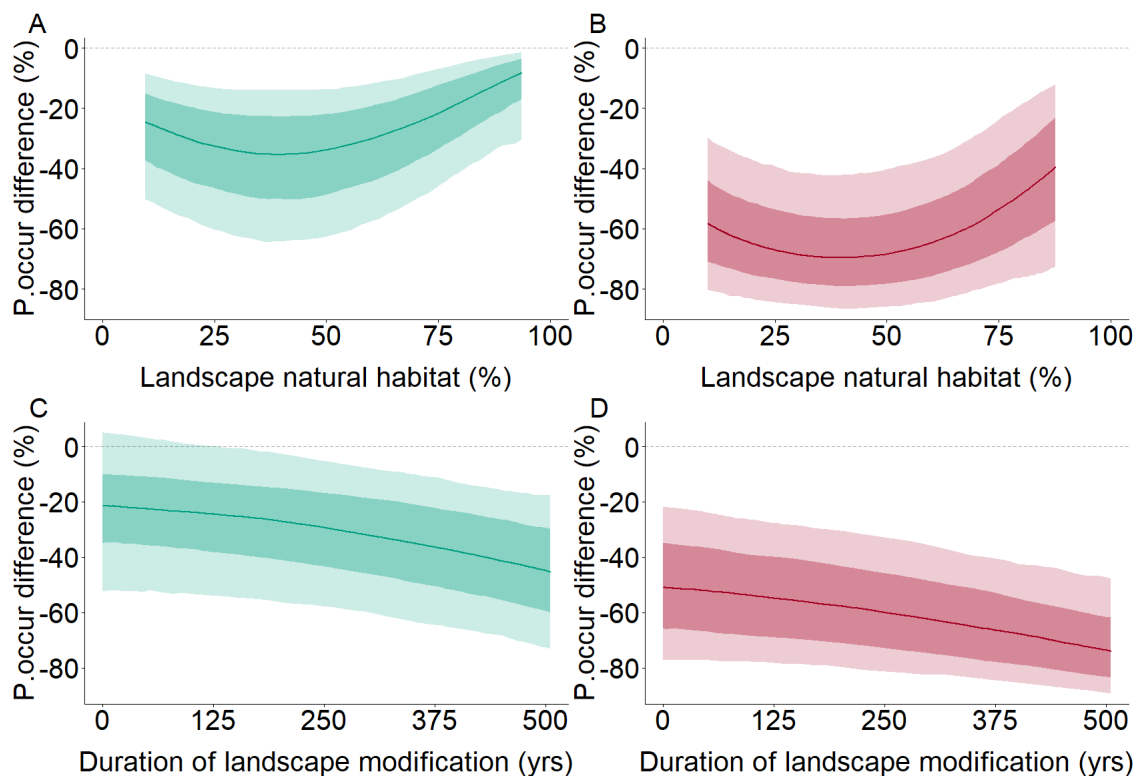 A
P.occur difference (%)
0
-20
-40
-60
-80
0 25 50 75 100
Landscape natural habitat (%)
B
P.occur difference (%)
0
-20
-40
-60
-80
0 25 50 75 100
Landscape natural habitat (%)
C
P.occur difference (%)
0
-20
-40
-60
-80
0 125 250 375 500
Duration of landscape modification (yrs)
D
P.occur difference (%)
0
-20
-40
-60
-80
0 125 250 375 500
Duration of landscape modification (yrs)